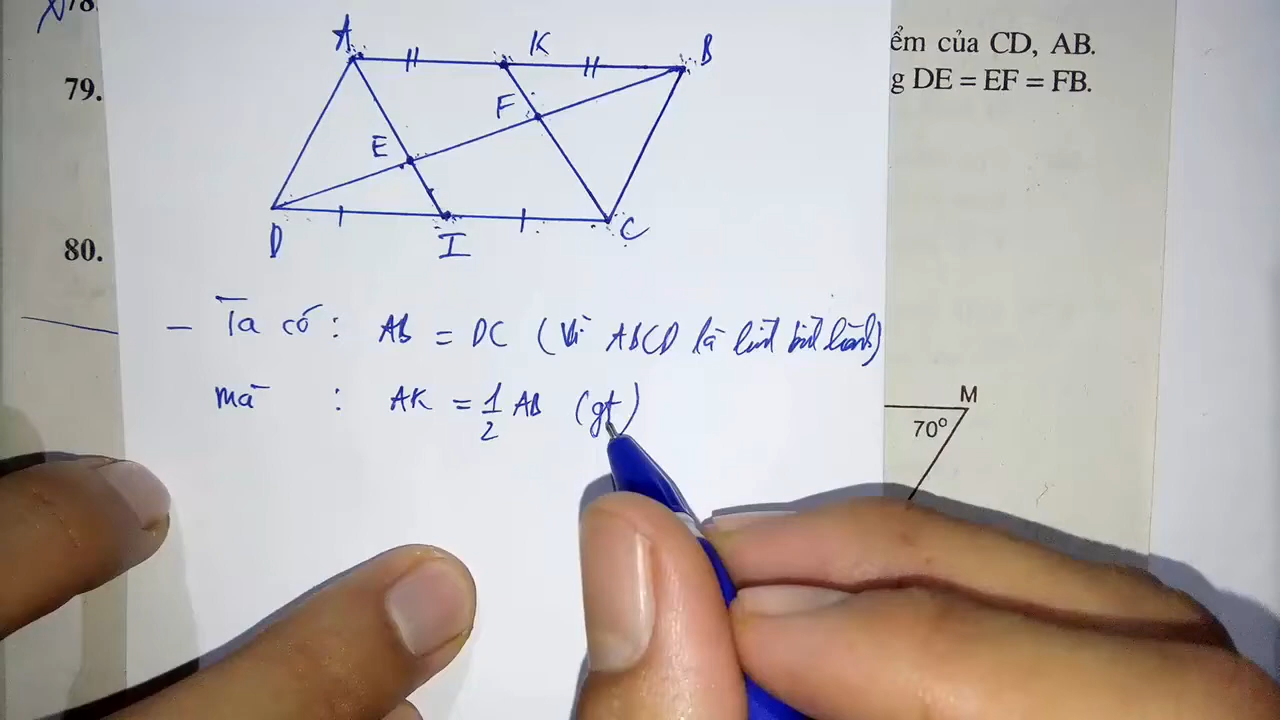 78
79.
80.
A
K
B
F
E
D
I
C
ểm của CD, AB.
g DE = EF = FB.
- Ta có : AB = DC (Vì ABCD là hình bình hành)
mà : AK = 1/2 AB (gt)
M
70°